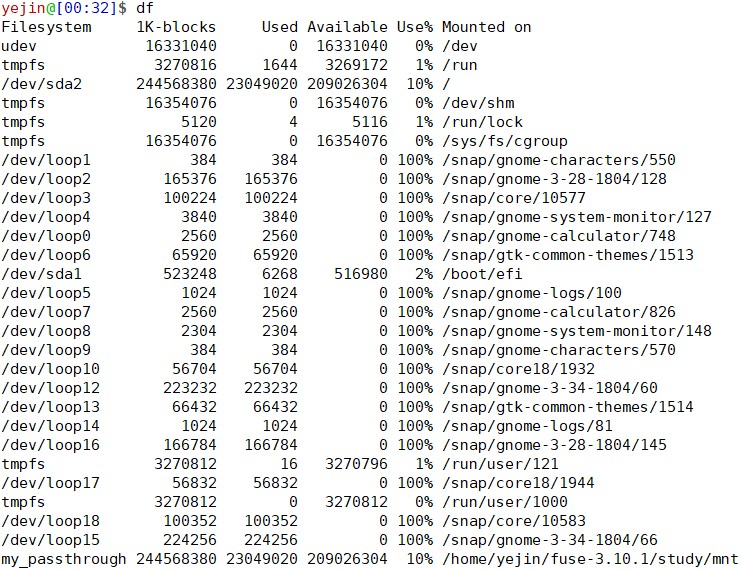 yejin@[00:32]$ df
Filesystem     1K-blocks     Used Available Use% Mounted on
udev            16331040        0  16331040   0% /dev
tmpfs            3270816     1644   3269172   1% /run
/dev/sda2      244568380 23049020 209026304  10% /
tmpfs           16354076        0  16354076   0% /dev/shm
tmpfs               5120        4      5116   1% /run/lock
tmpfs           16354076        0  16354076   0% /sys/fs/cgroup
/dev/loop1           384      384         0 100% /snap/gnome-characters/550
/dev/loop2        165376   165376         0 100% /snap/gnome-3-28-1804/128
/dev/loop3        100224   100224         0 100% /snap/core/10577
/dev/loop4          3840     3840         0 100% /snap/gnome-system-monitor/127
/dev/loop0          2560     2560         0 100% /snap/gnome-calculator/748
/dev/loop6         65920    65920         0 100% /snap/gtk-common-themes/1513
/dev/sda1         523248     6268    516980   2% /boot/efi
/dev/loop5          1024     1024         0 100% /snap/gnome-logs/100
/dev/loop7          2560     2560         0 100% /snap/gnome-calculator/826
/dev/loop8          2304     2304         0 100% /snap/gnome-system-monitor/148
/dev/loop9           384      384         0 100% /snap/gnome-characters/570
/dev/loop10        56704    56704         0 100% /snap/core18/1932
/dev/loop12       223232   223232         0 100% /snap/gnome-3-34-1804/60
/dev/loop13        66432    66432         0 100% /snap/gtk-common-themes/1514
/dev/loop14         1024     1024         0 100% /snap/gnome-logs/81
/dev/loop16       166784   166784         0 100% /snap/gnome-3-28-1804/145
tmpfs            3270812       16   3270796   1% /run/user/121
/dev/loop17        56832    56832         0 100% /snap/core18/1944
tmpfs            3270812        0   3270812   0% /run/user/1000
/dev/loop18       100352   100352         0 100% /snap/core/10583
/dev/loop15       224256   224256         0 100% /snap/gnome-3-34-1804/66
my_passthrough 244568380 23049020 209026304  10% /home/yejin/fuse-3.10.1/study/mnt